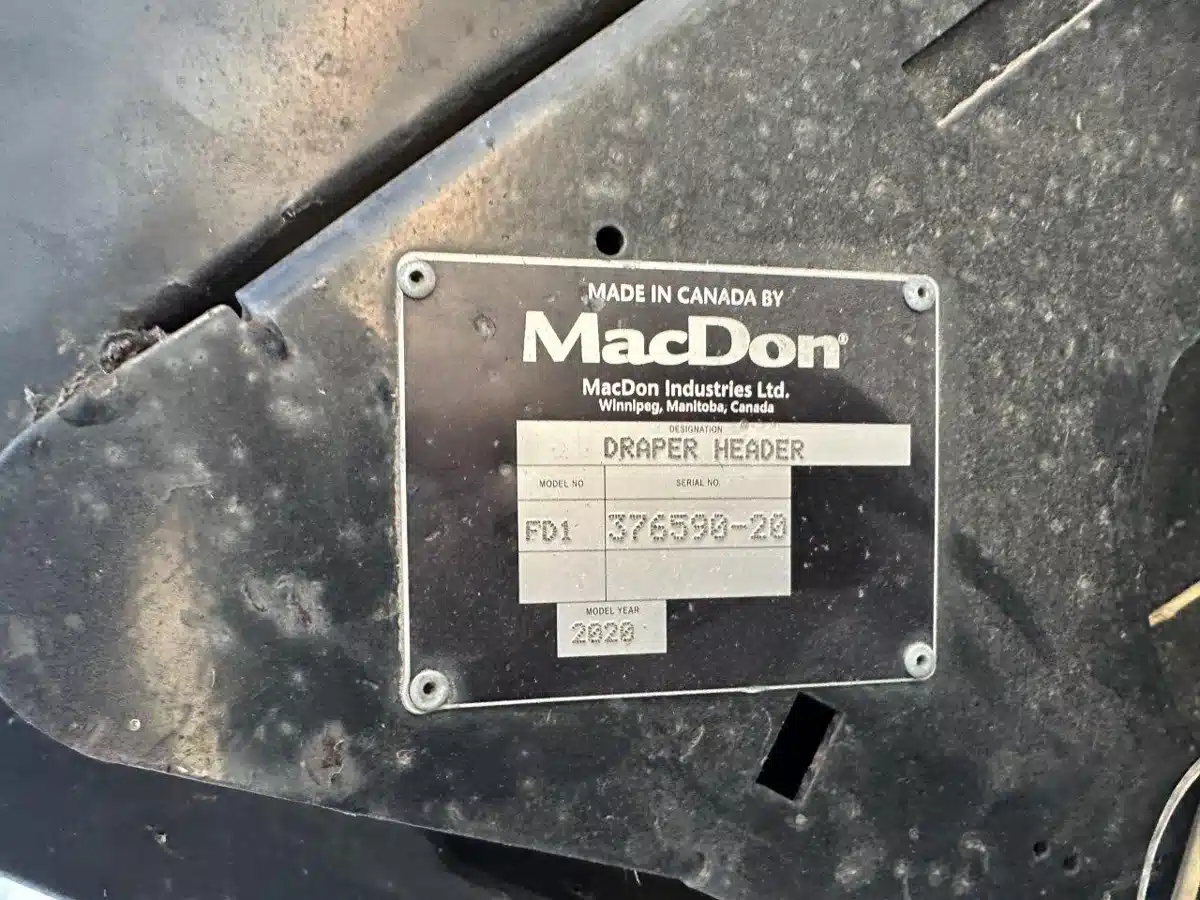 MADE IN CANADA BY
MacDon®
MacDon Industries Ltd.
Winnipeg, Manitoba, Canada
DESIGNATION
DRAPER HEADER
MODEL NO
SERIAL NO.
FD1
376590-20
MODEL YEAR
2020